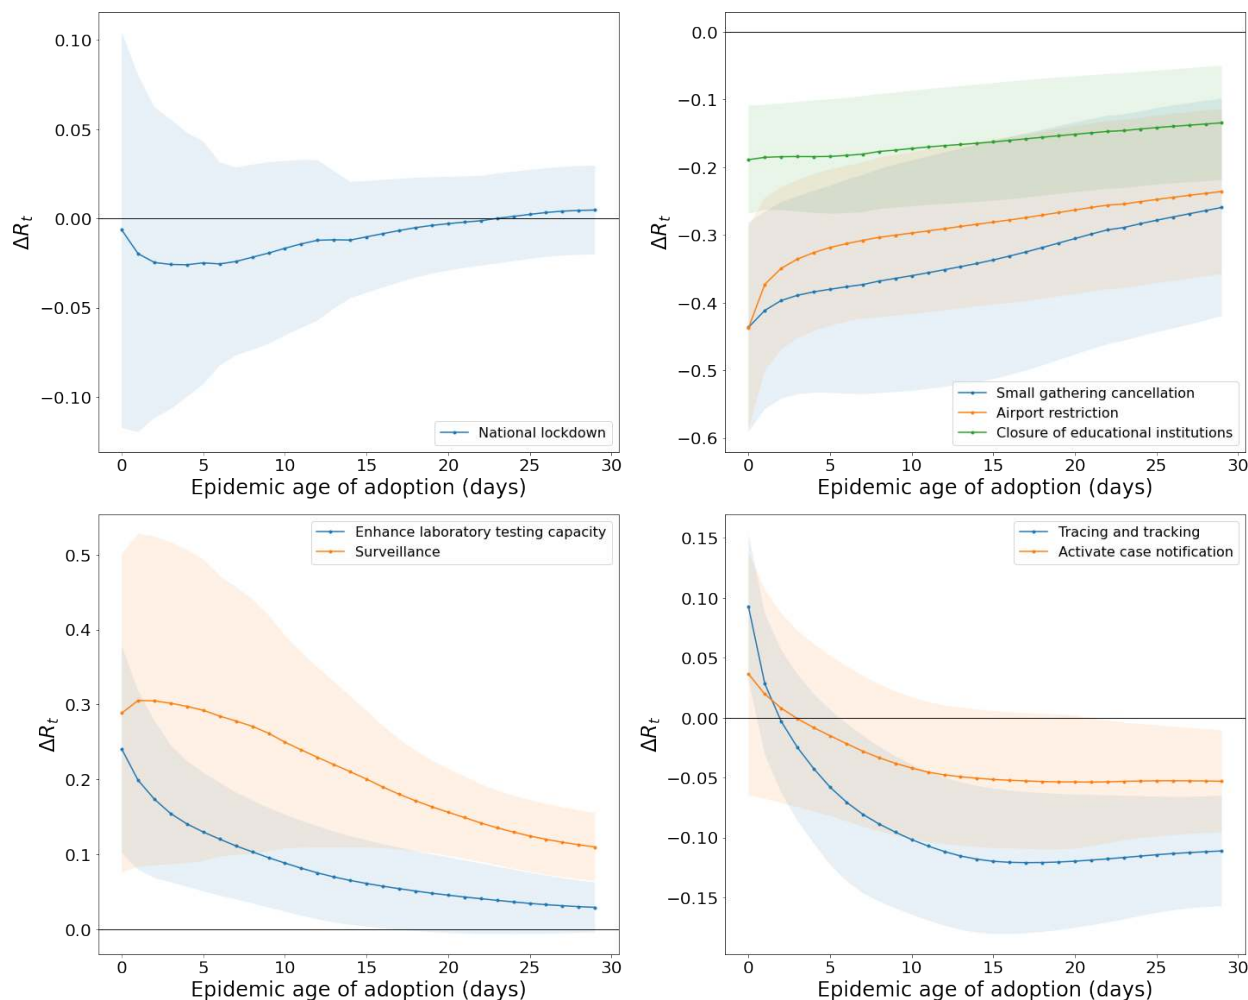 0.10
0.05
0.00
−0.05
−0.10
ΔRt
0 5 10 15 20 25 30
Epidemic age of adoption (days)
National lockdown
0.0
−0.1
−0.2
−0.3
−0.4
−0.5
−0.6
ΔRt
0 5 10 15 20 25 30
Epidemic age of adoption (days)
Small gathering cancellation
Airport restriction
Closure of educational institutions
0.5
0.4
0.3
0.2
0.1
0.0
ΔRt
0 5 10 15 20 25 30
Epidemic age of adoption (days)
Enhance laboratory testing capacity
Surveillance
0.15
0.10
0.05
0.00
−0.05
−0.10
−0.15
ΔRt
0 5 10 15 20 25 30
Epidemic age of adoption (days)
Tracing and tracking
Activate case notification